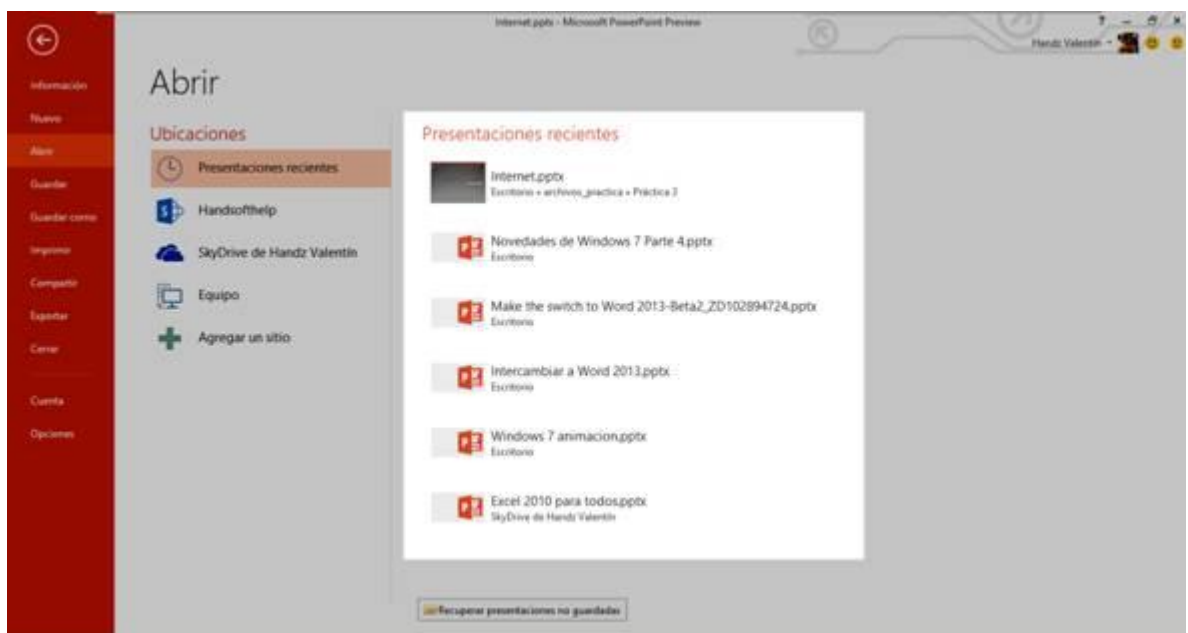 Internet.pptx - Microsoft PowerPoint Preview
? 
Handz Valentín
Información
Nuevo
Abrir
Guardar
Guardar como
Imprimir
Compartir
Exportar
Cerrar
Cuenta
Opciones
Abrir
Ubicaciones
Presentaciones recientes
Handsofthelp
SkyDrive de Handz Valentín
Equipo
Agregar un sitio
Presentaciones recientes
Internet.pptx
Escritorio » archivos_practica » Práctica 3
Novedades de Windows 7 Parte 4.pptx
Escritorio
Make the switch to Word 2013-Beta2_ZD102894724.pptx
Escritorio
Intercambiar a Word 2013.pptx
Escritorio
Windows 7 animacion.pptx
Escritorio
Excel 2010 para todos.pptx
SkyDrive de Handz Valentín
Recuperar presentaciones no guardadas